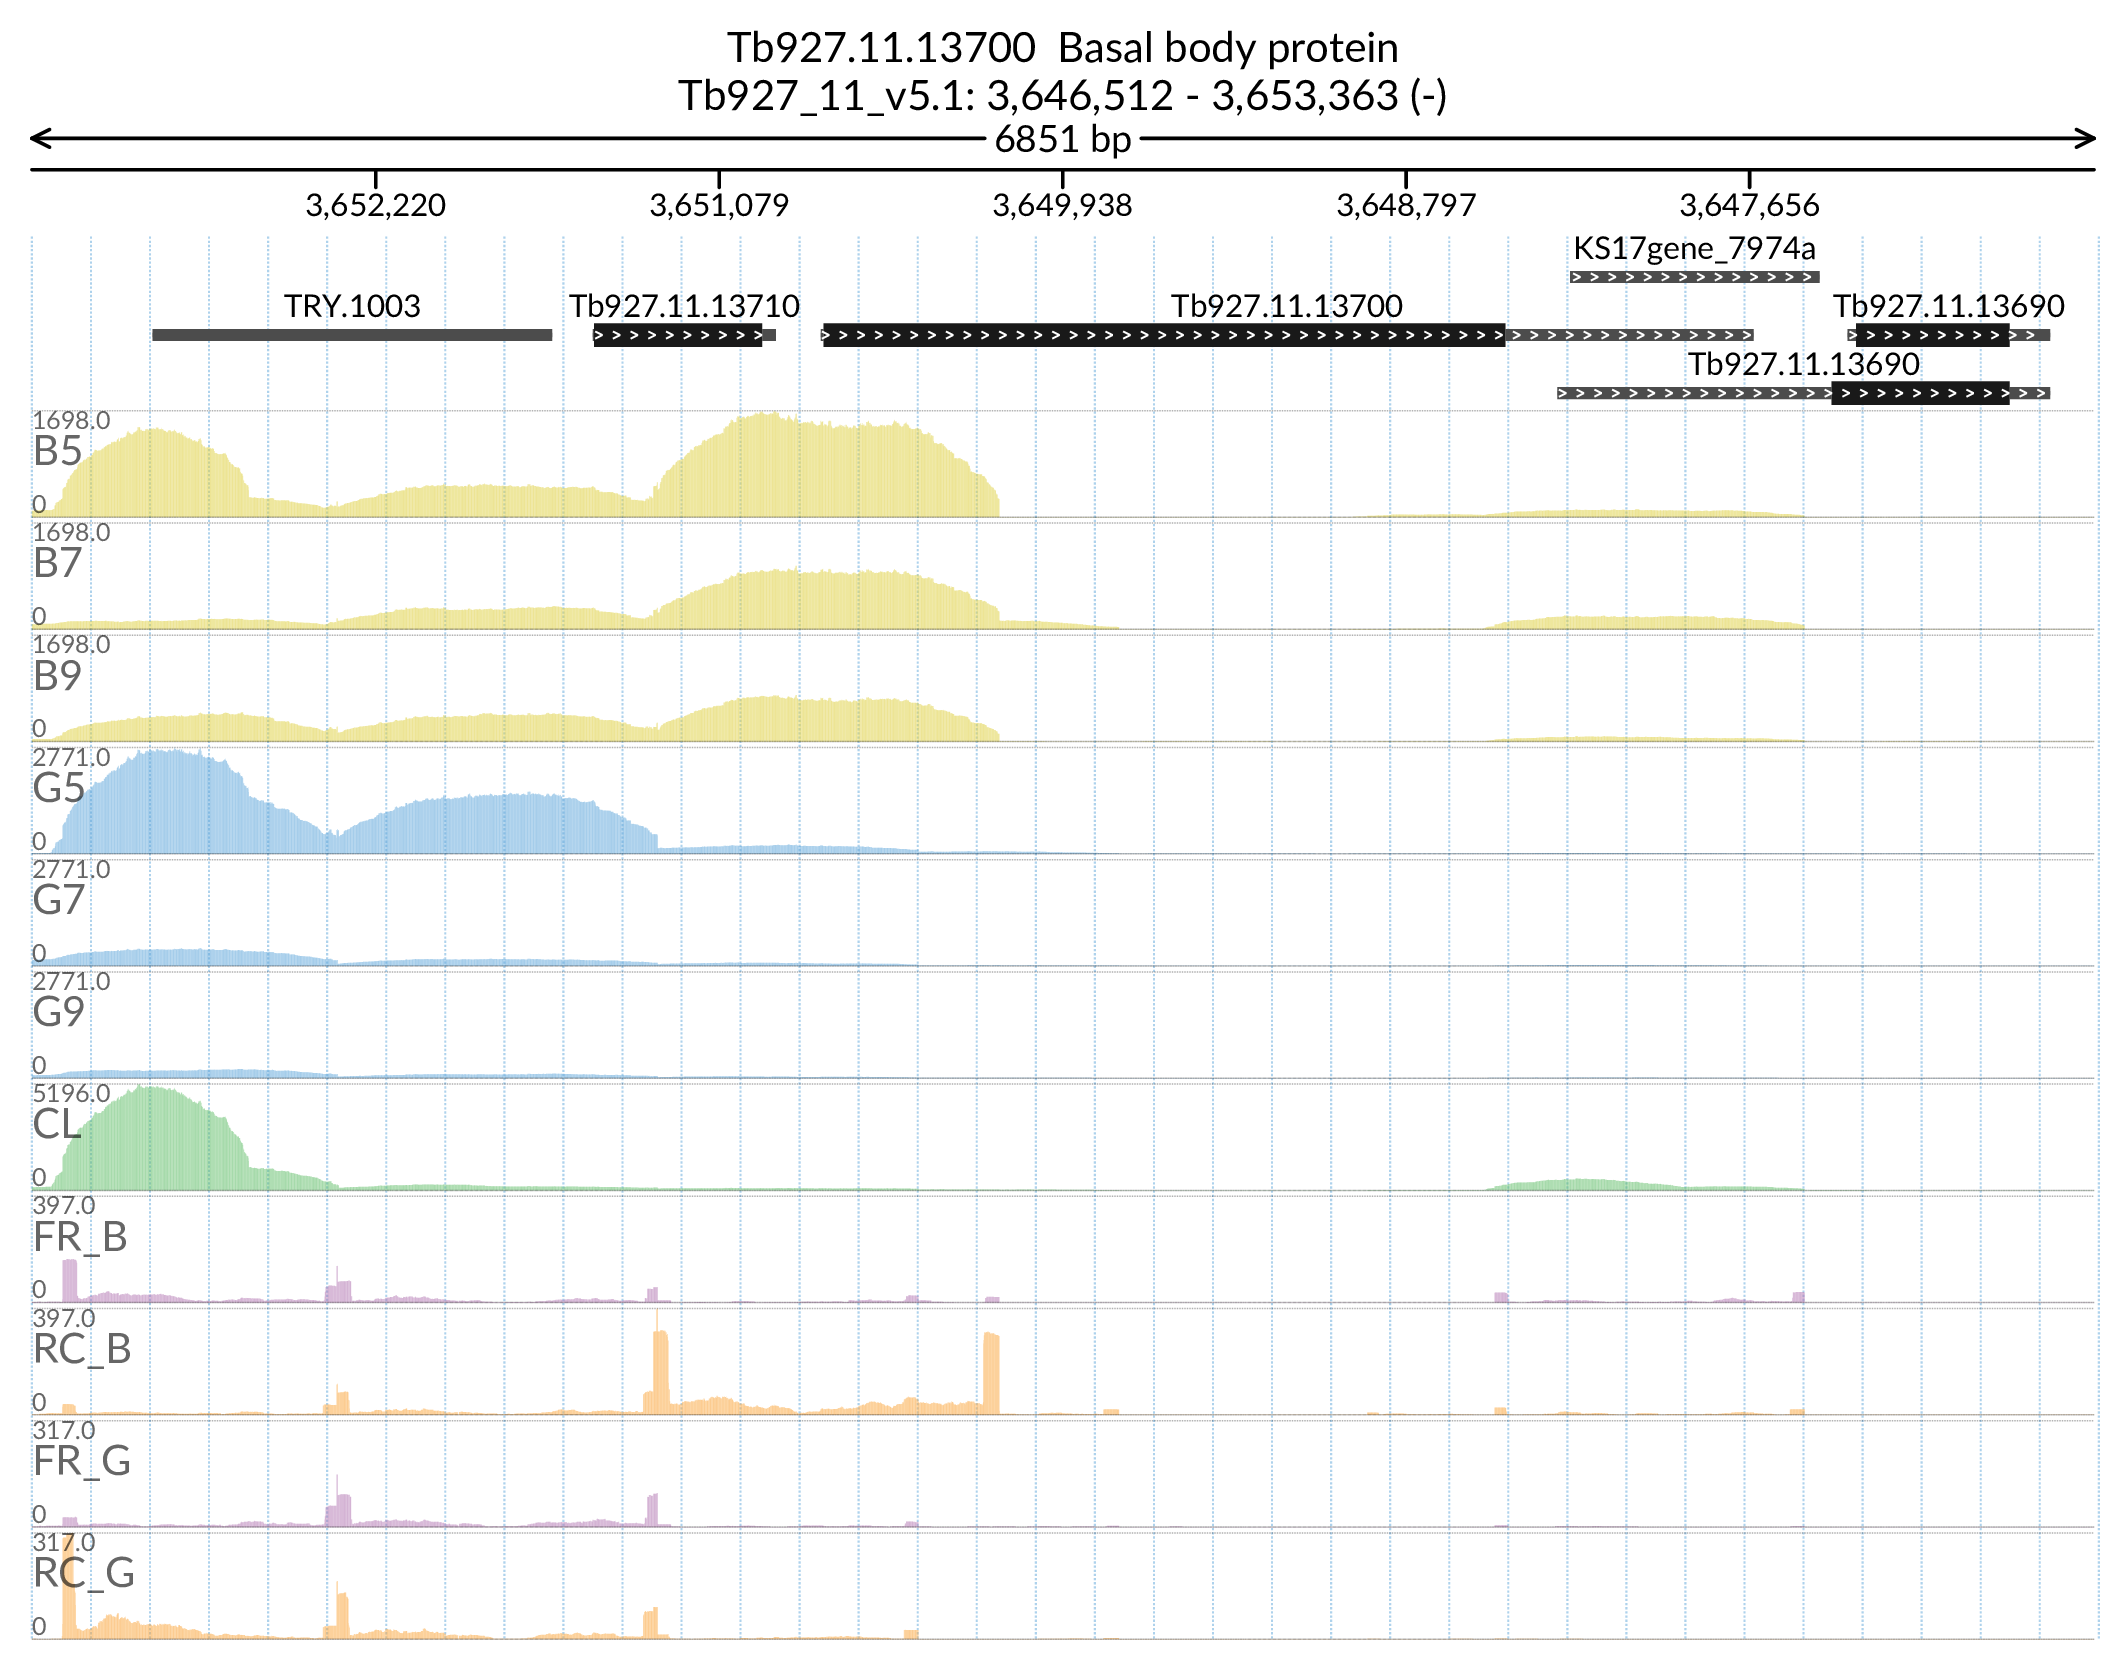 Tb927.11.13700  Basal body protein
Tb927_11_v5.1: 3,646,512 - 3,653,363 (-)
6851 bp
3,652,220 3,651,079 3,649,938 3,648,797 3,647,656
KS17gene_7974a
TRY.1003 Tb927.11.13710 Tb927.11.13700 Tb927.11.13690
Tb927.11.13690
1698.0
B5
0
1698.0
B7
0
1698.0
B9
0
2771.0
G5
0
2771.0
G7
0
2771.0
G9
0
5196.0
CL
0
397.0
FR_B
0
397.0
RC_B
0
317.0
FR_G
0
317.0
RC_G
0